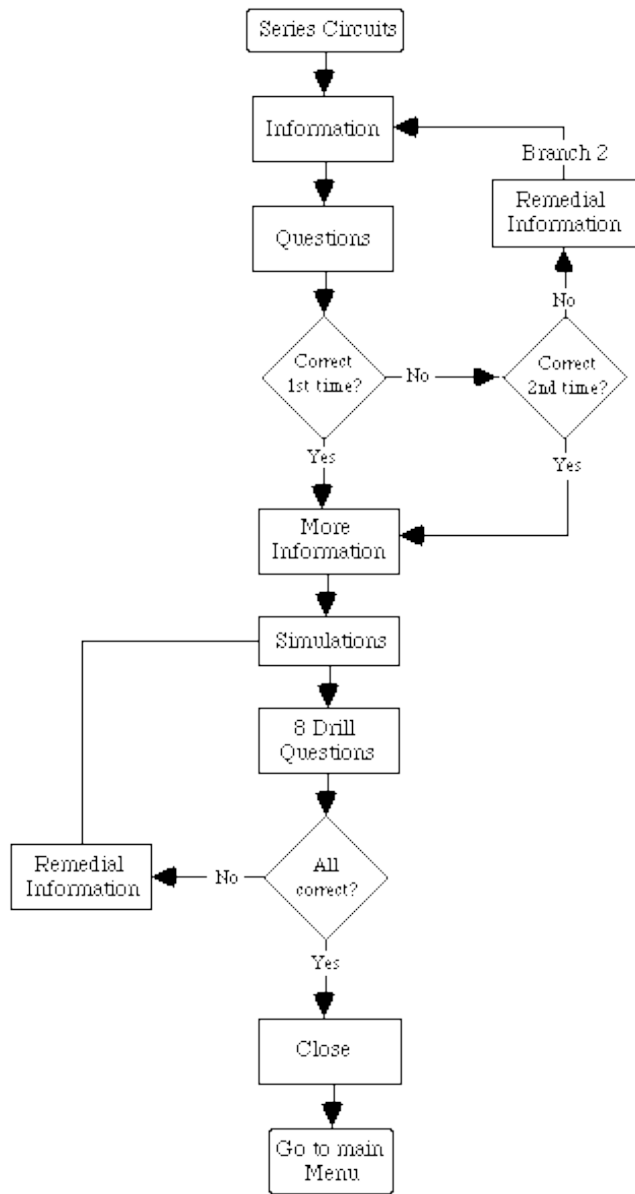 Series Circuits
Information
Branch 2
Remedial
Information
Questions
No
Correct
1st time?
No
Correct
2nd time?
Yes
Yes
More
Information
Simulations
8 Drill
Questions
Remedial
Information
No
All
correct?
Yes
Close
Go to main
Menu